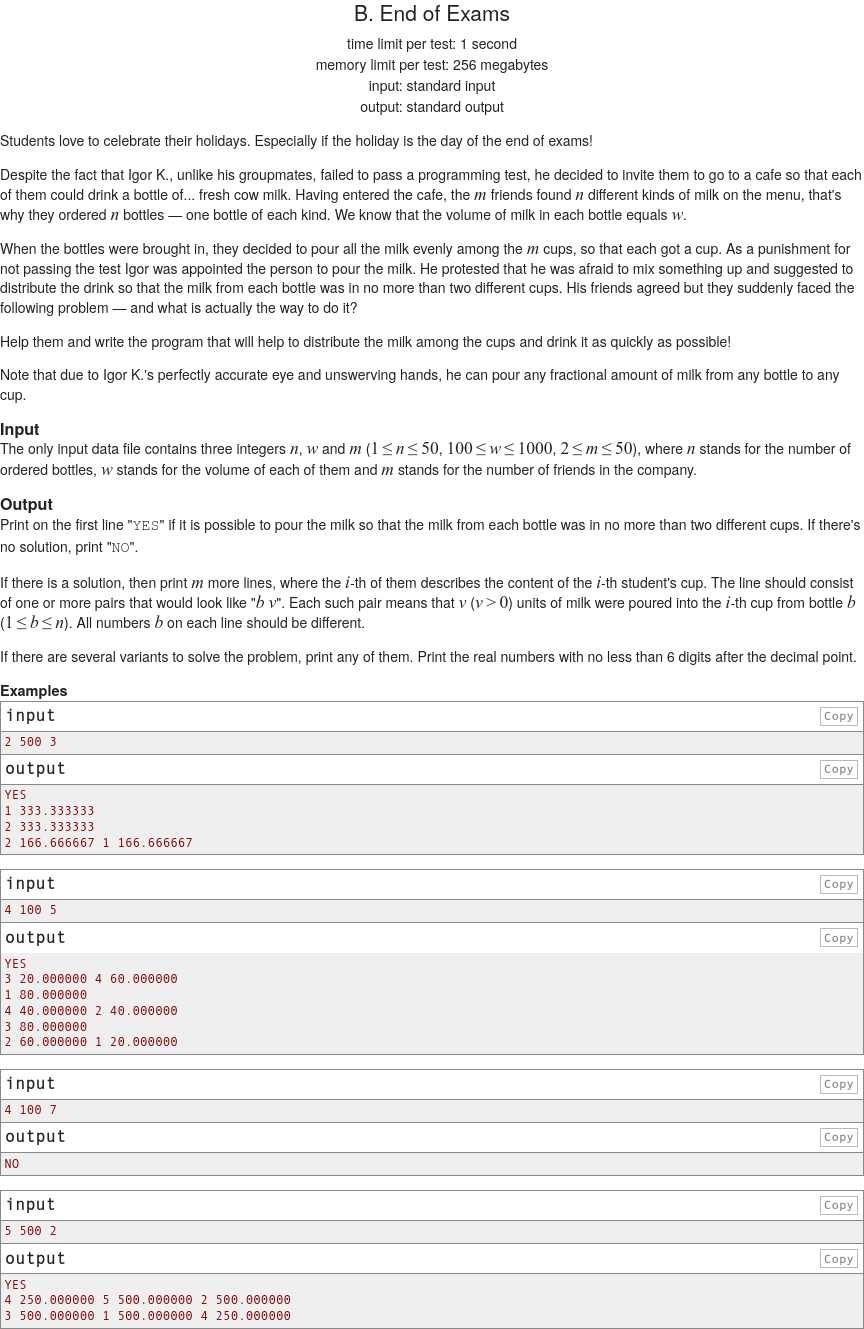 B. End of Exams
time limit per test: 1 second
memory limit per test: 256 megabytes
input: standard input
output: standard output
Students love to celebrate their holidays. Especially if the holiday is the day of the end of exams!
Despite the fact that Igor K., unlike his groupmates, failed to pass a programming test, he decided to invite them to go to a cafe so that each
of them could drink a bottle of... fresh cow milk. Having entered the cafe, the m friends found n different kinds of milk on the menu, that's
why they ordered n bottles — one bottle of each kind. We know that the volume of milk in each bottle equals w.
When the bottles were brought in, they decided to pour all the milk evenly among the m cups, so that each got a cup. As a punishment for
not passing the test Igor was appointed the person to pour the milk. He protested that he was afraid to mix something up and suggested to
distribute the drink so that the milk from each bottle was in no more than two different cups. His friends agreed but they suddenly faced the
following problem — and what is actually the way to do it?
Help them and write the program that will help to distribute the milk among the cups and drink it as quickly as possible!
Note that due to Igor K.'s perfectly accurate eye and unswerving hands, he can pour any fractional amount of milk from any bottle to any
cup.
Input
The only input data file contains three integers n, w and m (1 ≤ n ≤ 50, 100 ≤ w ≤ 1000, 2 ≤ m ≤ 50), where n stands for the number of
ordered bottles, w stands for the volume of each of them and m stands for the number of friends in the company.
Output
Print on the first line "YES" if it is possible to pour the milk so that the milk from each bottle was in no more than two different cups. If there's
no solution, print "NO".
If there is a solution, then print m more lines, where the i-th of them describes the content of the i-th student's cup. The line should consist
of one or more pairs that would look like "b v". Each such pair means that v (v > 0) units of milk were poured into the i-th cup from bottle b
(1 ≤ b ≤ n). All numbers b on each line should be different.
If there are several variants to solve the problem, print any of them. Print the real numbers with no less than 6 digits after the decimal point.
Examples
input Copy
2 500 3
output Copy
YES
1 333.333333
2 333.333333
2 166.666667 1 166.666667
input Copy
4 100 5
output Copy
YES
3 20.000000 4 60.000000
1 80.000000
4 40.000000 2 40.000000
3 80.000000
2 60.000000 1 20.000000
input Copy
4 100 7
output Copy
NO
input Copy
5 500 2
output Copy
YES
4 250.000000 5 500.000000 2 500.000000
3 500.000000 1 500.000000 4 250.000000